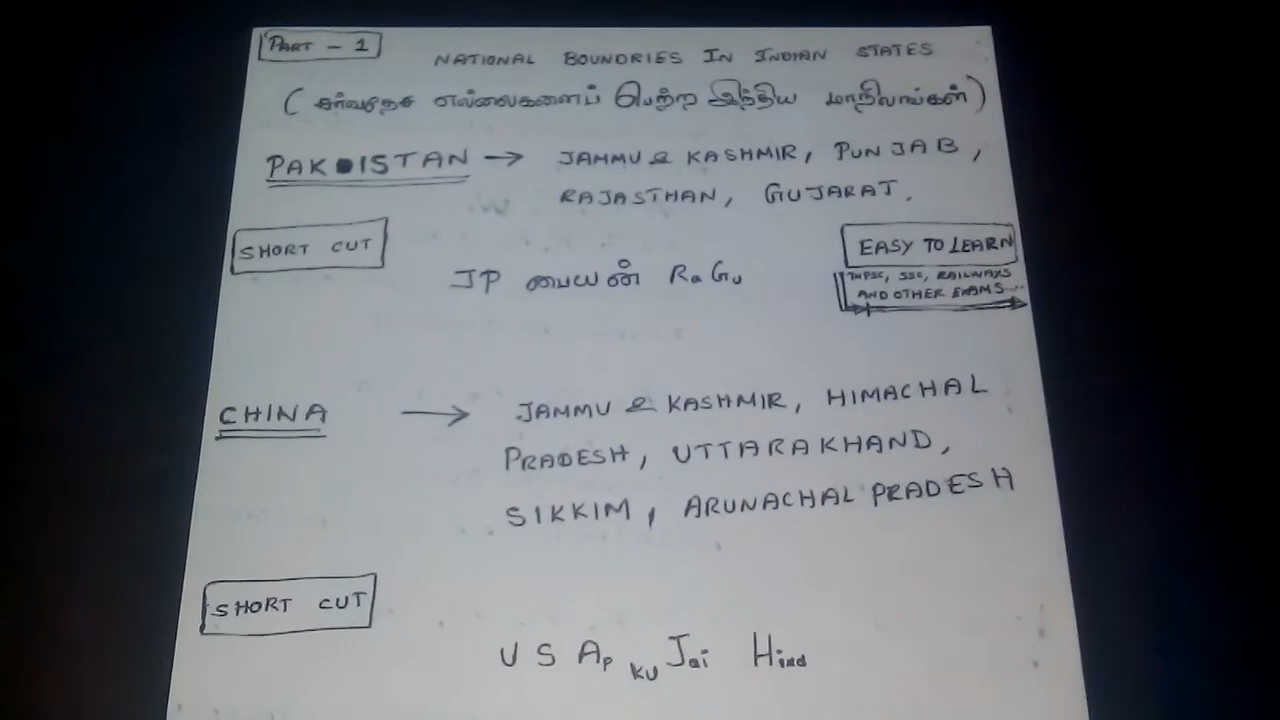 PART - 1
NATIONAL BOUNDRIES IN INDIAN STATES
( சர்வதேச எல்லைகளைப் பெற்ற இந்திய மாநிலங்கள் )
PAKISTAN → JAMMU & KASHMIR, PUNJAB,
RAJASTHAN, GUJARAT.
SHORT CUT
JP பையன் RaGu
EASY TO LEARN
TNPSC, SSC, RAILWAYS
AND OTHER EXAMS...
CHINA → JAMMU & KASHMIR, HIMACHAL
PRADESH, UTTARAKHAND,
SIKKIM, ARUNACHAL PRADESH
SHORT CUT
U S Ap KU Jai Hind